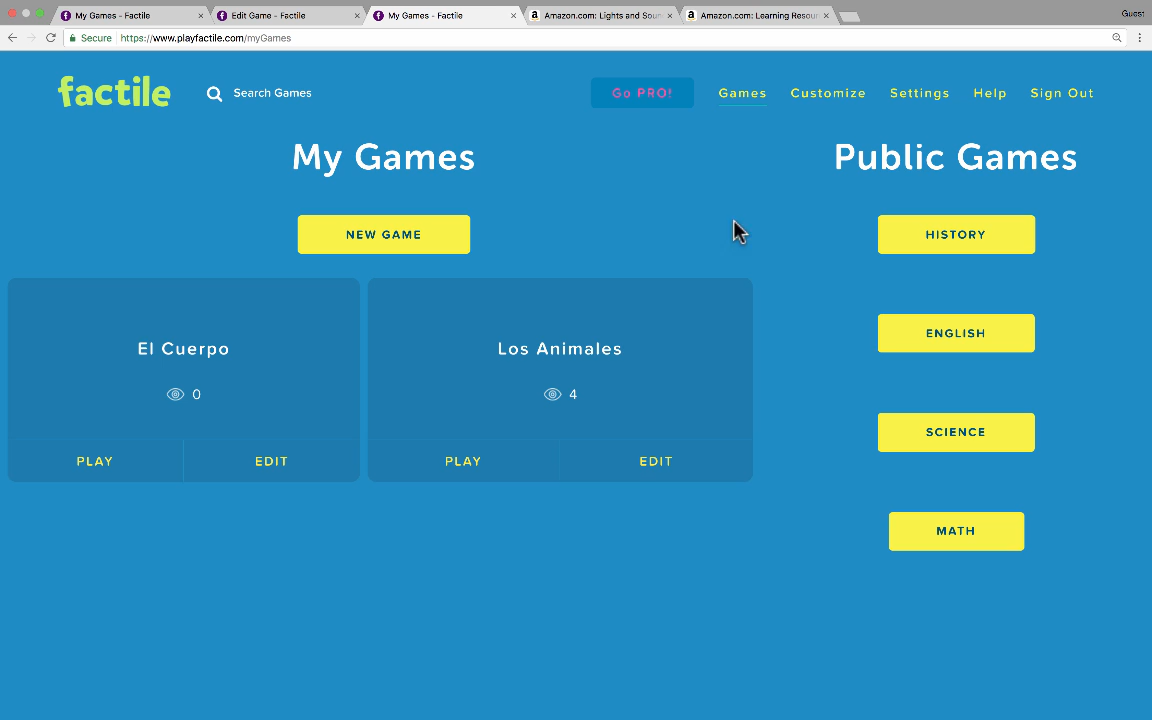 My Games - Factile
Edit Game - Factile
My Games - Factile
Amazon.com: Lights and Soun
Amazon.com: Learning Resour
Guest
Secure https://www.playfactile.com/myGames
factile
Search Games
Go PRO!
Games
Customize
Settings
Help
Sign Out
My Games
Public Games
NEW GAME
HISTORY
El Cuerpo
0
PLAY
EDIT
Los Animales
4
PLAY
EDIT
ENGLISH
SCIENCE
MATH